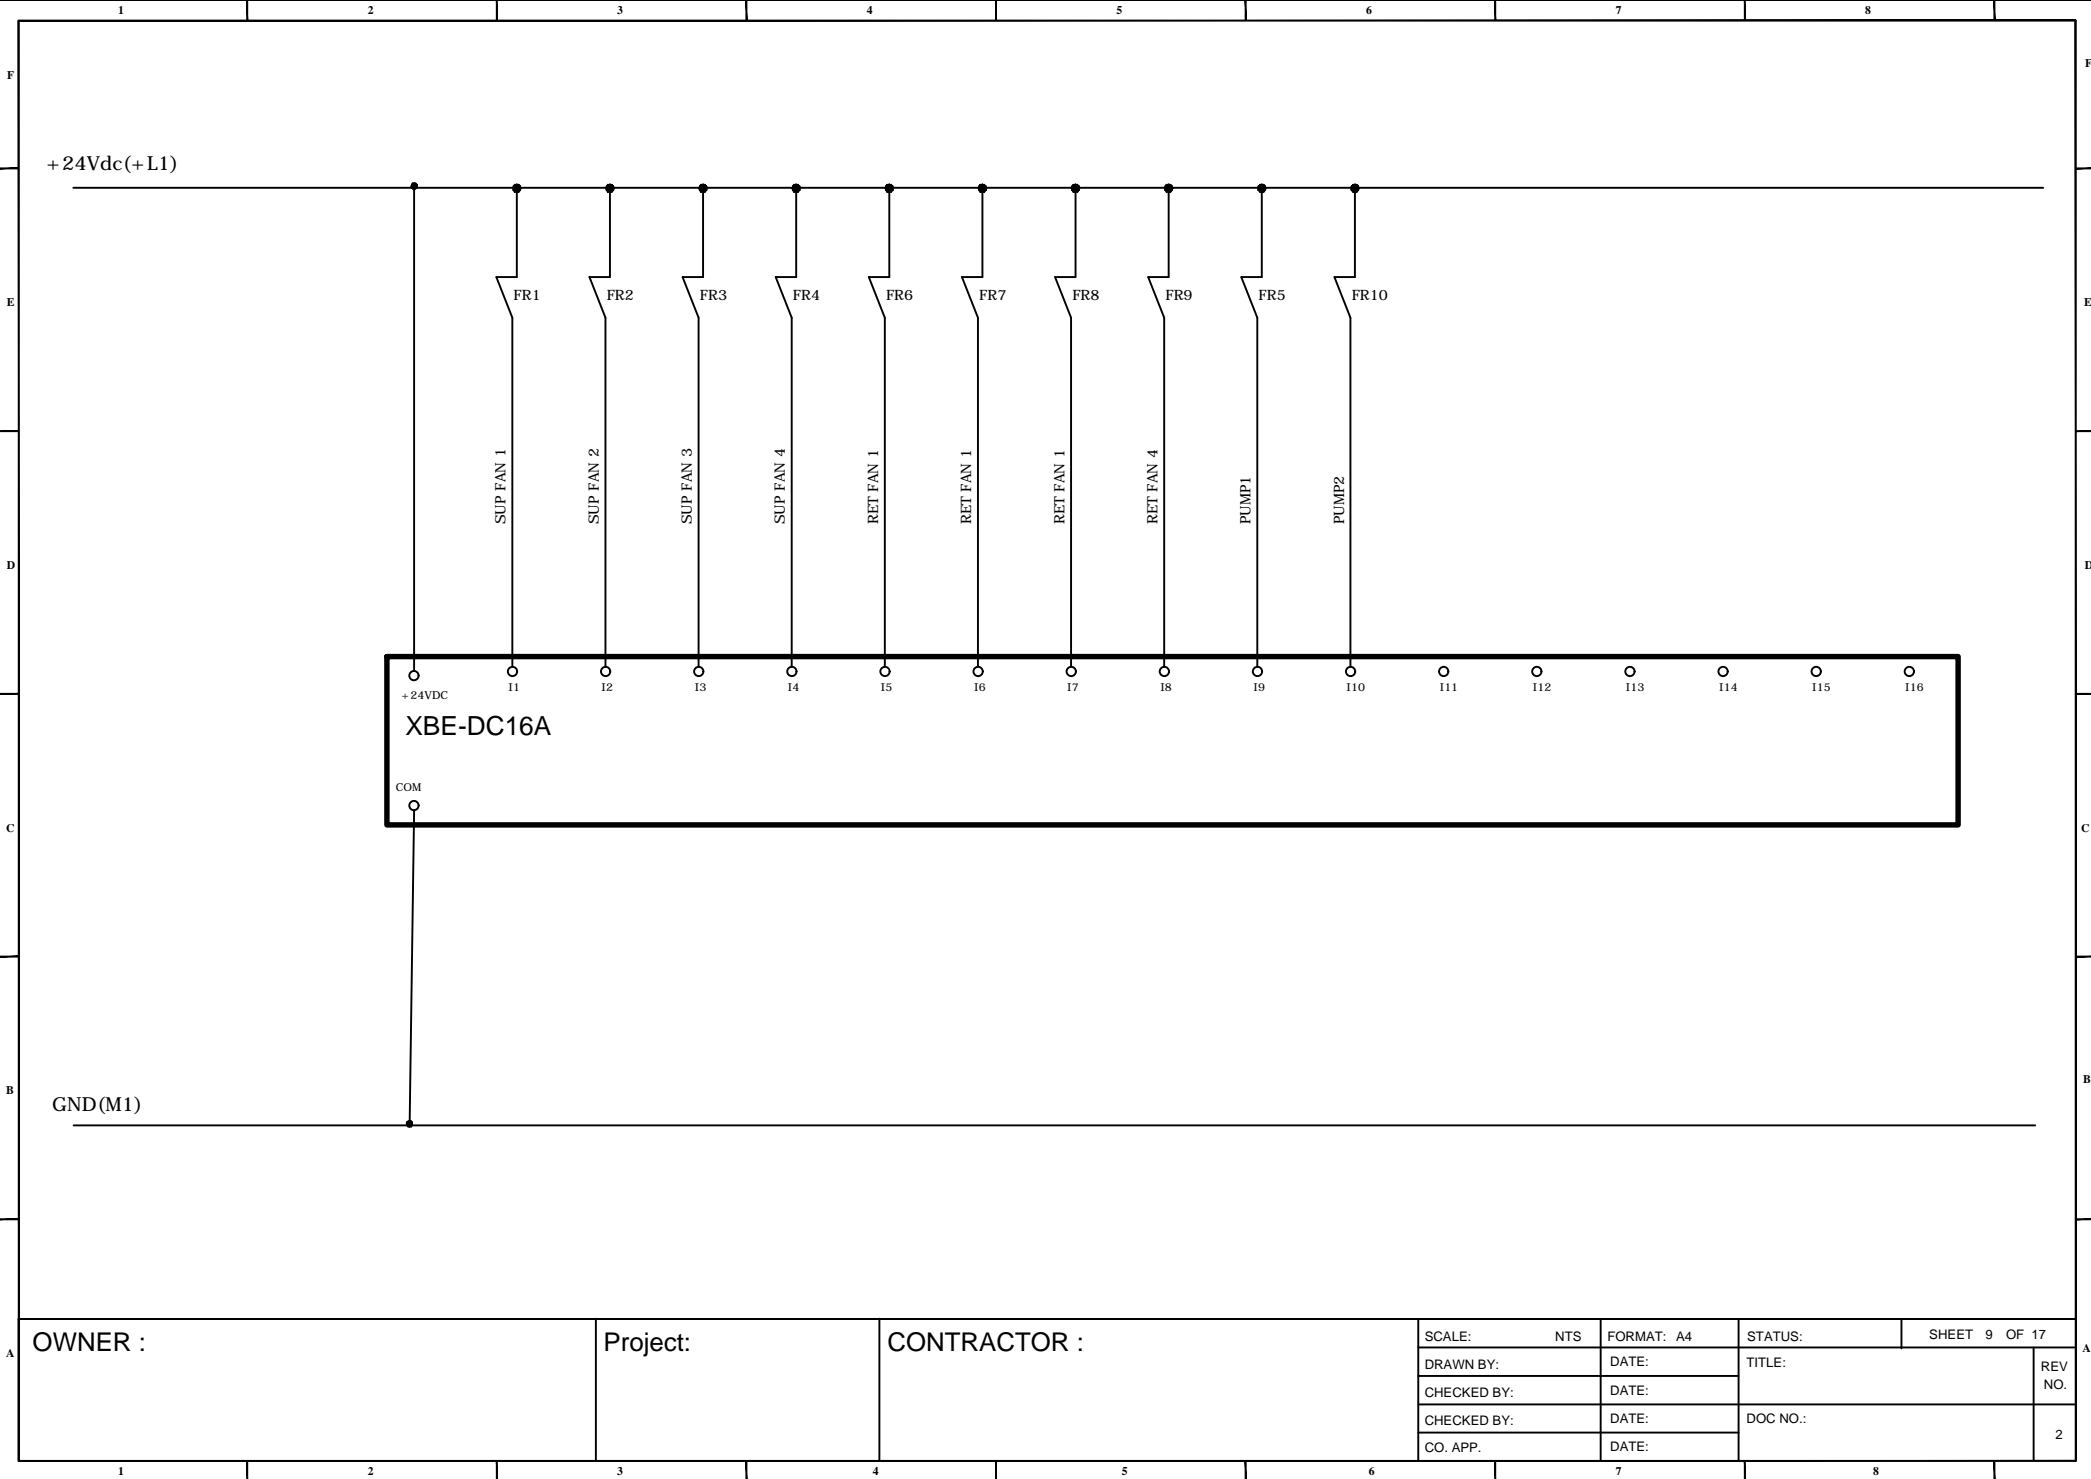 1 2 3 4 5 6 7 8
F F
+24Vdc(+L1)
E FR1 FR2 FR3 FR4 FR6 FR7 FR8 FR9 FR5 FR10 E
SUP FAN 1
SUP FAN 2
SUP FAN 3
SUP FAN 4
RET FAN 1
RET FAN 1
RET FAN 1
RET FAN 4
PUMP1
PUMP2
D D
+24VDC I1 I2 I3 I4 I5 I6 I7 I8 I9 I10 I11 I12 I13 I14 I15 I16
XBE-DC16A
COM
C C
B B
GND(M1)
A A
OWNER :
Project:
CONTRACTOR :
SCALE: NTS FORMAT: A4 STATUS: SHEET 9 OF 17
DRAWN BY: DATE: TITLE: REV
NO.
CHECKED BY: DATE:
CHECKED BY: DATE: DOC NO.:
2
CO. APP. DATE:
1 2 3 4 5 6 7 8